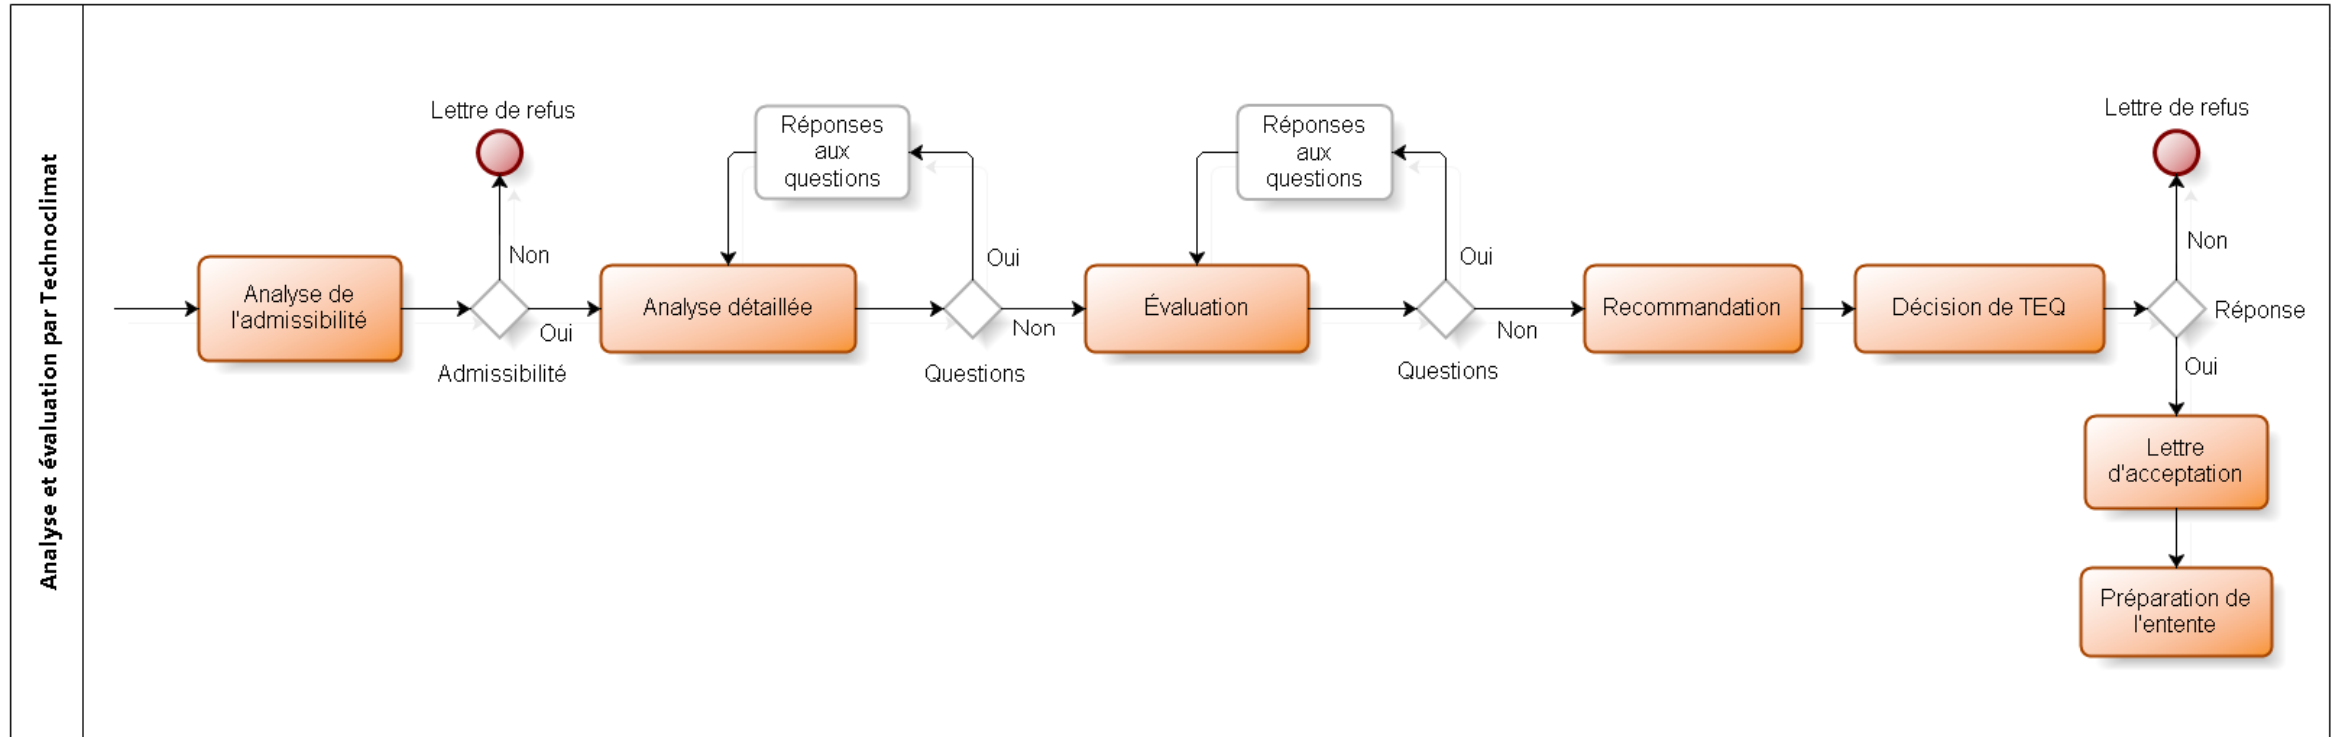 Analyse et évaluation par Technoclimat
Analyse de
l'admissibilité
Lettre de refus
Non
Oui
Admissibilité
Réponses
aux
questions
Analyse détaillée
Oui
Non
Questions
Réponses
aux
questions
Évaluation
Oui
Non
Questions
Recommandation
Décision de TEQ
Lettre de refus
Non
Réponse
Oui
Lettre
d'acceptation
Préparation de
l'entente